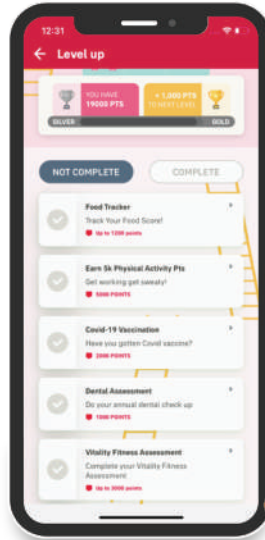 12:31
Level up
YOU HAVE
19000 PTS
+ 1,000 PTS
TO NEXT LEVEL
SILVER
GOLD
NOT COMPLETE
COMPLETE
Food Tracker
Track Your Food Score!
Up to 1200 points
Earn 5k Physical Activity Pts
Get working get sweaty!
5000 POINTS
Covid-19 Vaccination
Have you gotten Covid vaccine?
2000 POINTS
Dental Assessment
Do your annual dental check up
1000 POINTS
Vitality Fitness Assessment
Complete your Vitality Fitness
Assessment
Up to 3000 points